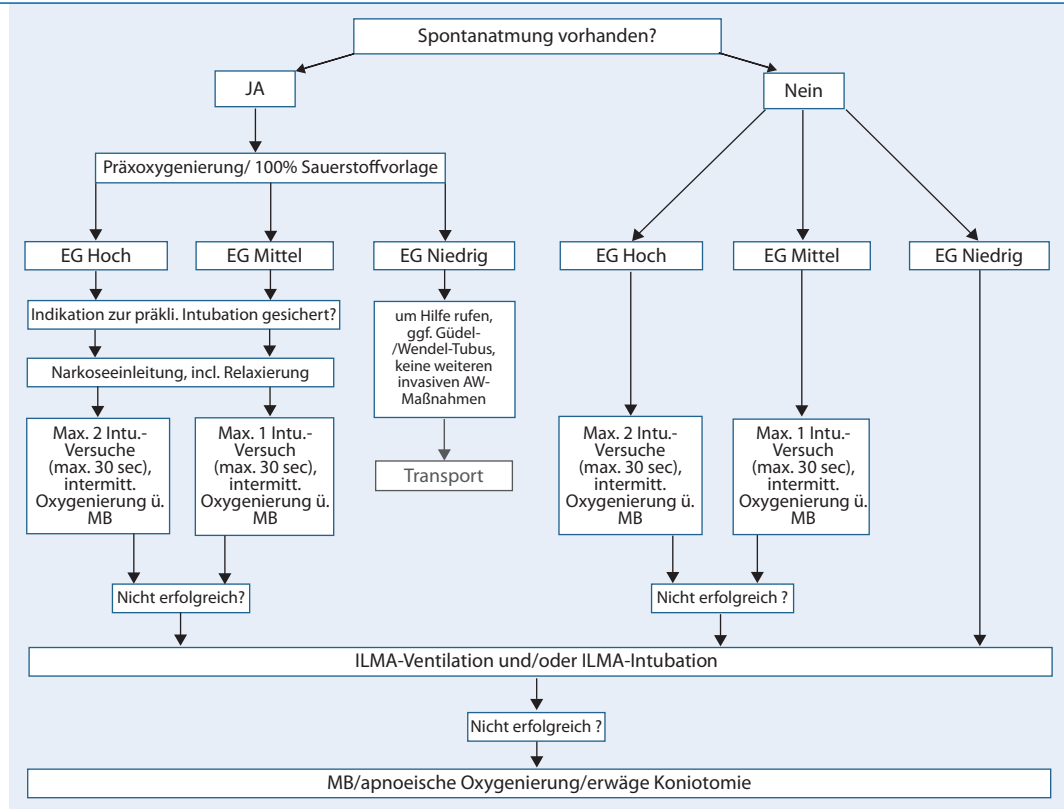 Spontanatmung vorhanden?
JA
Nein
Präxoxygenierung/ 100% Sauerstoffvorlage
EG Hoch
EG Mittel
EG Niedrig
EG Hoch
EG Mittel
EG Niedrig
Indikation zur präkli. Intubation gesichert?
um Hilfe rufen,
ggf. Güdel-
/Wendel-Tubus,
keine weiteren
invasiven AW-
Maßnahmen
Narkoseeinleitung, incl. Relaxierung
Max. 2 Intu.-
Versuche
(max. 30 sec),
intermitt.
Oxygenierung ü.
MB
Max. 1 Intu.-
Versuch
(max. 30 sec),
intermitt.
Oxygenierung ü.
MB
Transport
Max. 2 Intu.-
Versuche
(max. 30 sec),
intermitt.
Oxygenierung ü.
MB
Max. 1 Intu.-
Versuch
(max. 30 sec),
intermitt.
Oxygenierung ü.
MB
Nicht erfolgreich?
Nicht erfolgreich ?
ILMA-Ventilation und/oder ILMA-Intubation
Nicht erfolgreich ?
MB/apnoeische Oxygenierung/erwäge Koniotomie